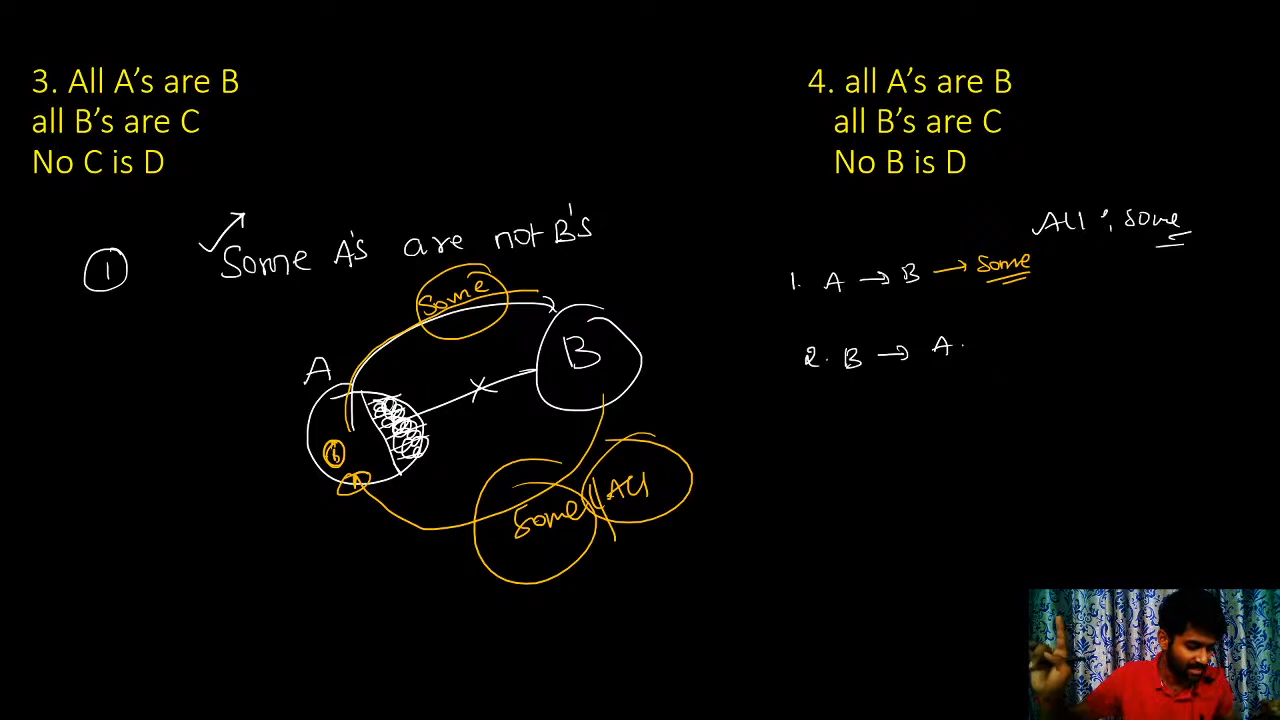 3. All A's are B
all B's are C
No C is D
4. all A's are B
all B's are C
No B is D
1 Some A's are not B's
All ; some
1. A → B → some
2. B → A.
Some
A
B
b
Some All